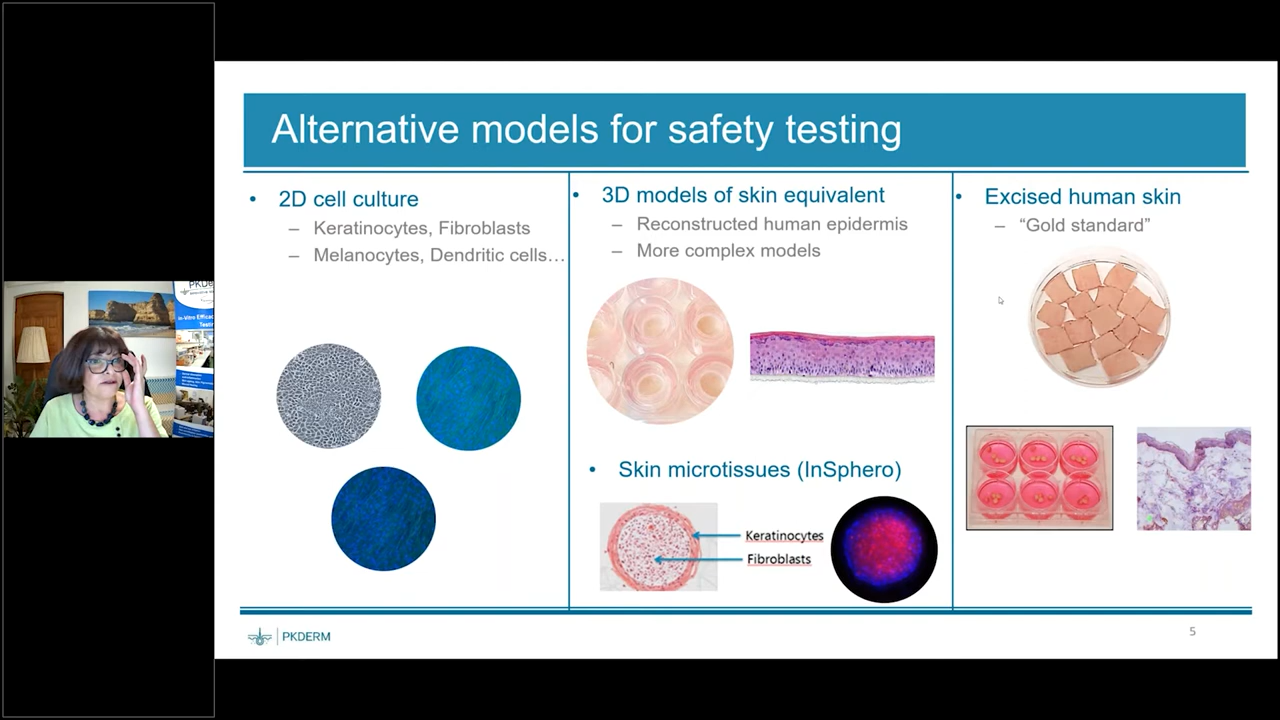 Alternative models for safety testing
• 2D cell culture
– Keratinocytes, Fibroblasts
– Melanocytes, Dendritic cells…
• 3D models of skin equivalent
– Reconstructed human epidermis
– More complex models
• Skin microtissues (InSphero)
Keratinocytes
Fibroblasts
• Excised human skin
– “Gold standard”
PKDERM
5